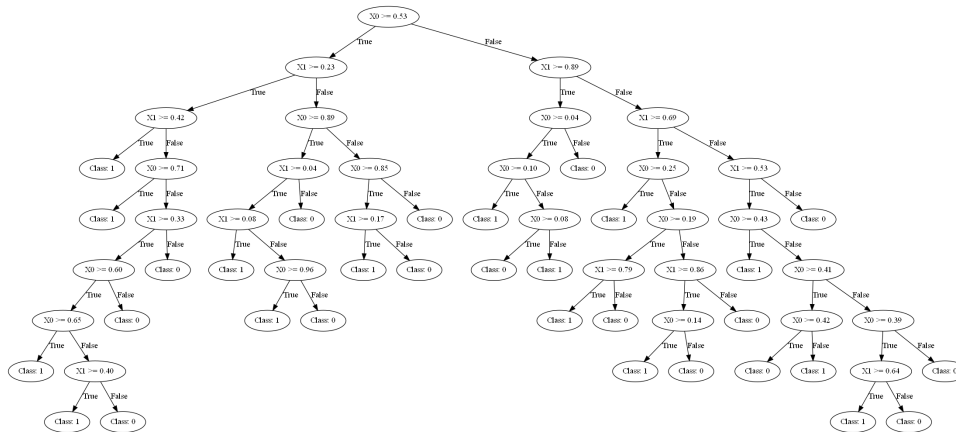 X0 >= 0.53
True
False
X1 >= 0.23
X1 >= 0.89
True
False
True
False
X1 >= 0.42
X0 >= 0.89
X0 >= 0.04
X1 >= 0.69
True
False
True
False
True
False
True
False
Class: 1
X0 >= 0.71
X1 >= 0.04
X0 >= 0.85
X0 >= 0.10
Class: 0
X0 >= 0.25
X1 >= 0.53
True
False
True
False
True
False
True
False
True
False
True
False
Class: 1
X1 >= 0.33
X1 >= 0.08
Class: 0
X1 >= 0.17
Class: 0
Class: 1
X0 >= 0.08
Class: 1
X0 >= 0.19
X0 >= 0.43
Class: 0
True
False
True
False
True
False
True
False
True
False
True
False
X0 >= 0.60
Class: 0
Class: 1
X0 >= 0.96
Class: 1
Class: 0
Class: 0
Class: 1
X1 >= 0.79
X1 >= 0.86
Class: 1
X0 >= 0.41
True
False
True
False
True
False
True
False
True
False
X0 >= 0.65
Class: 0
Class: 1
Class: 0
Class: 1
Class: 0
X0 >= 0.14
Class: 0
X0 >= 0.42
X0 >= 0.39
True
False
True
False
True
False
True
False
Class: 1
X1 >= 0.40
Class: 1
Class: 0
Class: 0
Class: 1
X1 >= 0.64
Class: 0
True
False
True
False
Class: 1
Class: 0
Class: 1
Class: 0